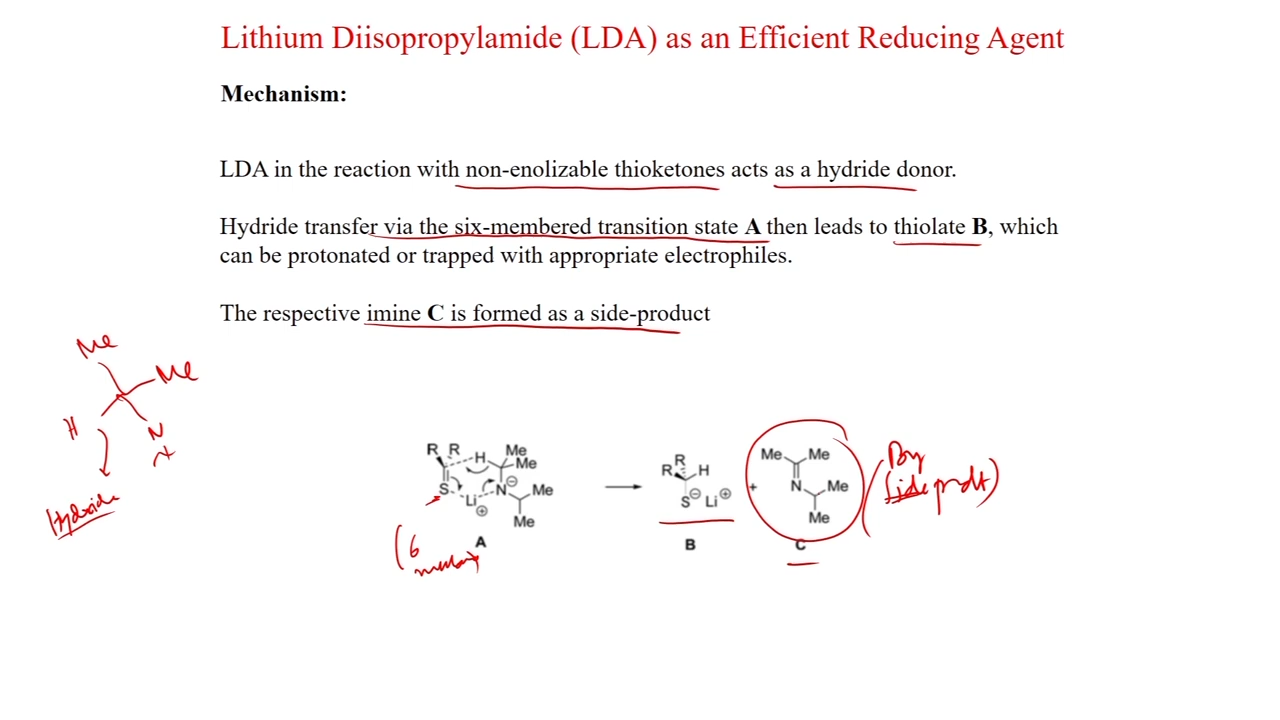 Lithium Diisopropylamide (LDA) as an Efficient Reducing Agent
Mechanism:
LDA in the reaction with non-enolizable thioketones acts as a hydride donor.
Hydride transfer via the six-membered transition state A then leads to thiolate B, which
can be protonated or trapped with appropriate electrophiles.
The respective imine C is formed as a side-product
Me
Me
H
N
Hydride
R R H Me
Me
S Li N Me
⊖
⊕
Me
A
(6
R
R H
S⊖ Li⊕
B
+
Me Me
N Me
Me
C